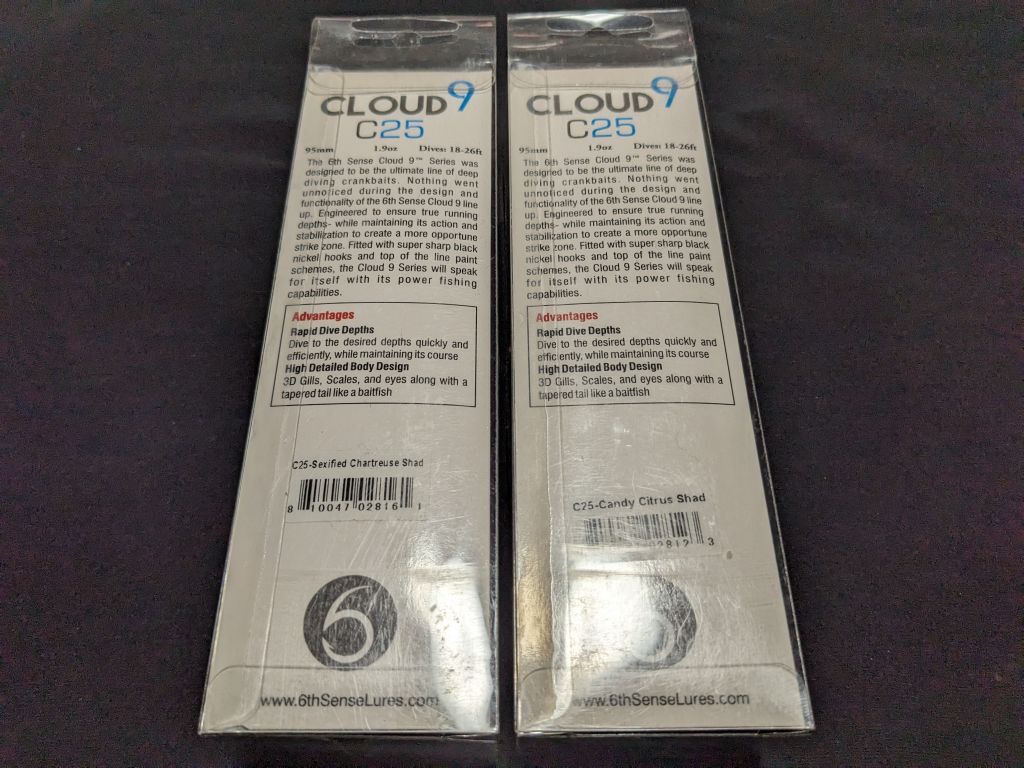 CLOUD 9
C25
95mm 1.9oz Dives: 18-26ft
The 6th Sense Cloud 9™ Series was
designed to be the ultimate line of deep
diving crankbaits. Nothing went
unnoticed during the design and
functionality of the 6th Sense Cloud 9 line
up. Engineered to ensure true running
depths- while maintaining its action and
stabilization to create a more opportune
strike zone. Fitted with super sharp black
nickel hooks and top of the line paint
schemes, the Cloud 9 Series will speak
for itself with its power fishing
capabilities.
Advantages
Rapid Dive Depths
Dive to the desired depths quickly and
efficiently, while maintaining its course
High Detailed Body Design
3D Gills, Scales, and eyes along with a
tapered tail like a baitfish
C25-Sexified Chartreuse Shad
8 10047 02816 1
6
www.6thSenseLures.com
CLOUD 9
C25
95mm 1.9oz Dives: 18-26ft
The 6th Sense Cloud 9™ Series was
designed to be the ultimate line of deep
diving crankbaits. Nothing went
unnoticed during the design and
functionality of the 6th Sense Cloud 9 line
up. Engineered to ensure true running
depths- while maintaining its action and
stabilization to create a more opportune
strike zone. Fitted with super sharp black
nickel hooks and top of the line paint
schemes, the Cloud 9 Series will speak
for itself with its power fishing
capabilities.
Advantages
Rapid Dive Depths
Dive to the desired depths quickly and
efficiently, while maintaining its course
High Detailed Body Design
3D Gills, Scales, and eyes along with a
tapered tail like a baitfish
C25-Candy Citrus Shad
02812 3
www.6thSenseLures.com